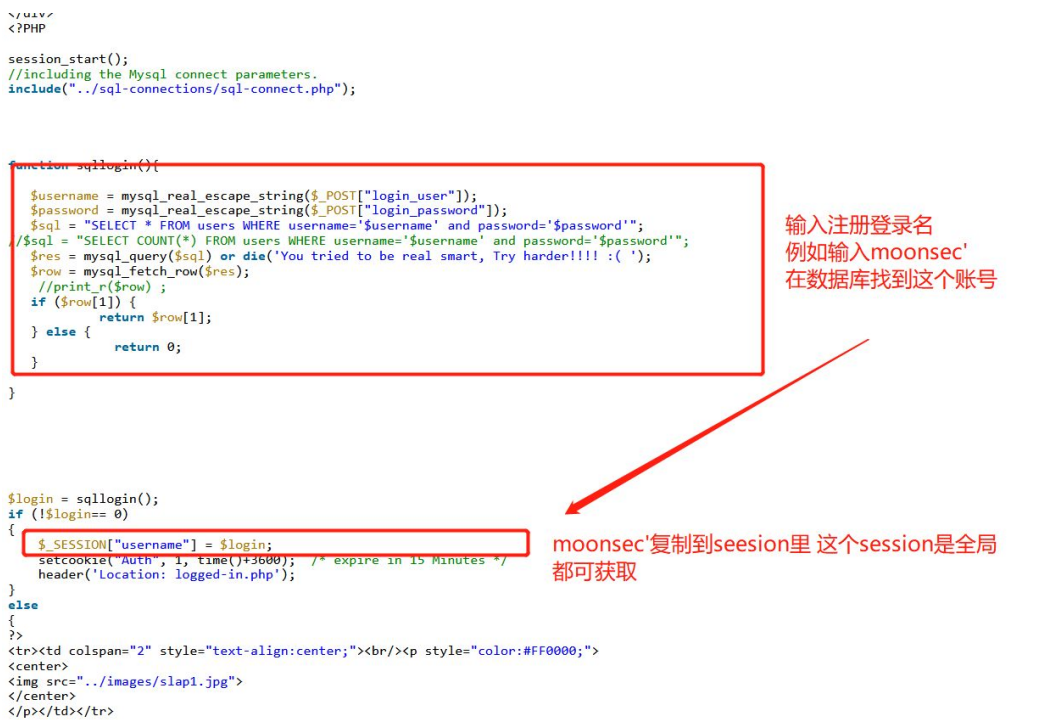 </div>
<?PHP
session_start();
//including the Mysql connect parameters.
include("../sql-connections/sql-connect.php");
function sqllogin(){
$username = mysql_real_escape_string($_POST["login_user"]);
$password = mysql_real_escape_string($_POST["login_password"]);
$sql = "SELECT * FROM users WHERE username='$username' and password='$password'";
//$sql = "SELECT COUNT(*) FROM users WHERE username='$username' and password='$password'";
$res = mysql_query($sql) or die('You tried to be real smart, Try harder!!!! :( ');
$row = mysql_fetch_row($res);
//print_r($row) ;
if ($row[1]) {
return $row[1];
} else {
return 0;
}
}
输入注册登录名
例如输入moonsec'
在数据库找到这个账号
$login = sqllogin();
if (!$login== 0)
{
$_SESSION["username"] = $login;
setcookie("Auth", 1, time()+3600);  /* expire in 15 Minutes */
header('Location: logged-in.php');
}
else
{
?>
<tr><td colspan="2" style="text-align:center;"><br/><p style="color:#FF0000;">
<center>
<img src="../images/slap1.jpg">
</center>
</p></td></tr>
moonsec'复制到seesion里 这个session是全局
都可获取